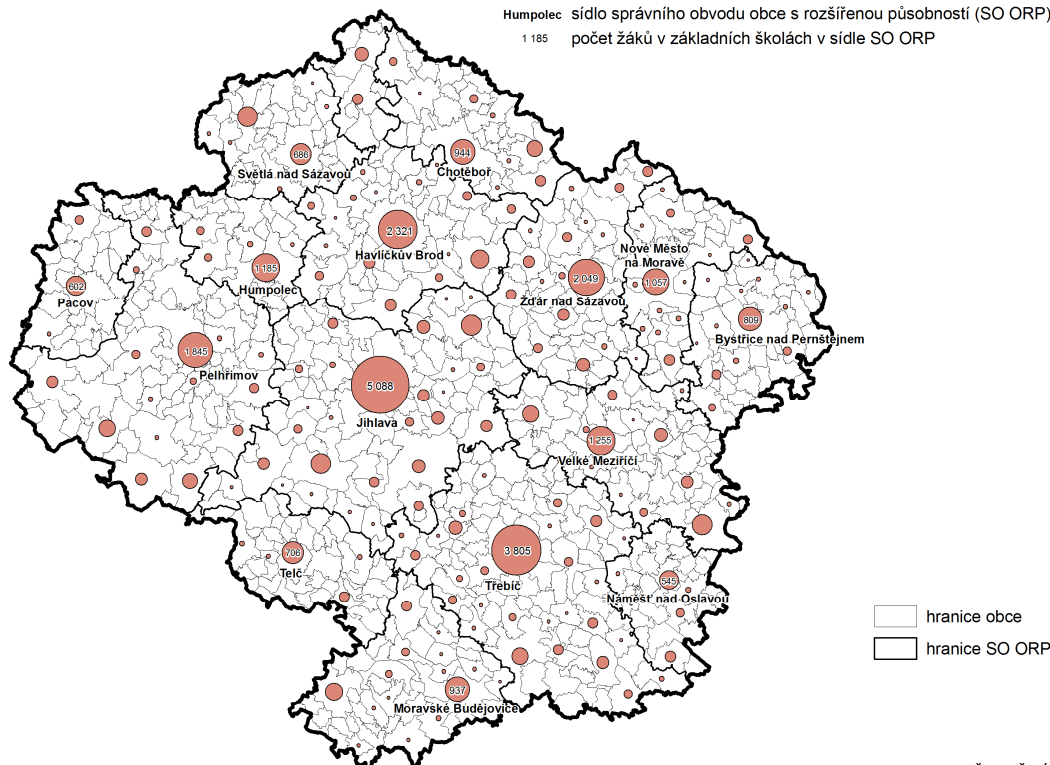 Humpolec sídlo správního obvodu obce s rozšířenou působností (SO ORP)
1 185 počet žáků v základních školách v sídle SO ORP
686
Světlá nad Sázavou
944
Chotěboř
2 321
Havlíčkův Brod
1 185
Humpolec
602
Pacov
2 049
Žďár nad Sázavou
Nové Město
na Moravě
1 057
809
Bystřice nad Pernštejnem
1 845
Pelhřimov
5 088
Jihlava
1 255
Velké Meziříčí
706
Telč
3 805
Třebíč
545
Náměšť nad Oslavou
937
Moravské Budějovice
hranice obce
hranice SO ORP